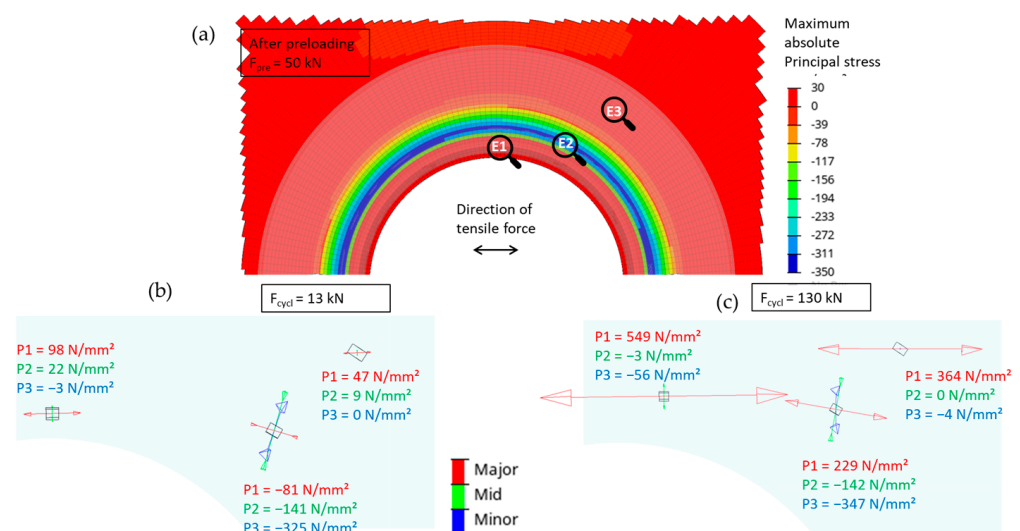 (a)
After preloading
Fpre = 50 kN
E1
E2
E3
Direction of
tensile force
Maximum
absolute
Principal stress
30
0
-39
-78
-117
-156
-194
-233
-272
-311
-350
(b)
Fcycl = 13 kN
P1 = 98 N/mm²
P2 = 22 N/mm²
P3 = −3 N/mm²
P1 = 47 N/mm²
P2 = 9 N/mm²
P3 = 0 N/mm²
P1 = −81 N/mm²
P2 = −141 N/mm²
P3 = −325 N/mm²
Major
Mid
Minor
(c)
Fcycl = 130 kN
P1 = 549 N/mm²
P2 = −3 N/mm²
P3 = −56 N/mm²
P1 = 364 N/mm²
P2 = 0 N/mm²
P3 = −4 N/mm²
P1 = 229 N/mm²
P2 = −142 N/mm²
P3 = −347 N/mm²